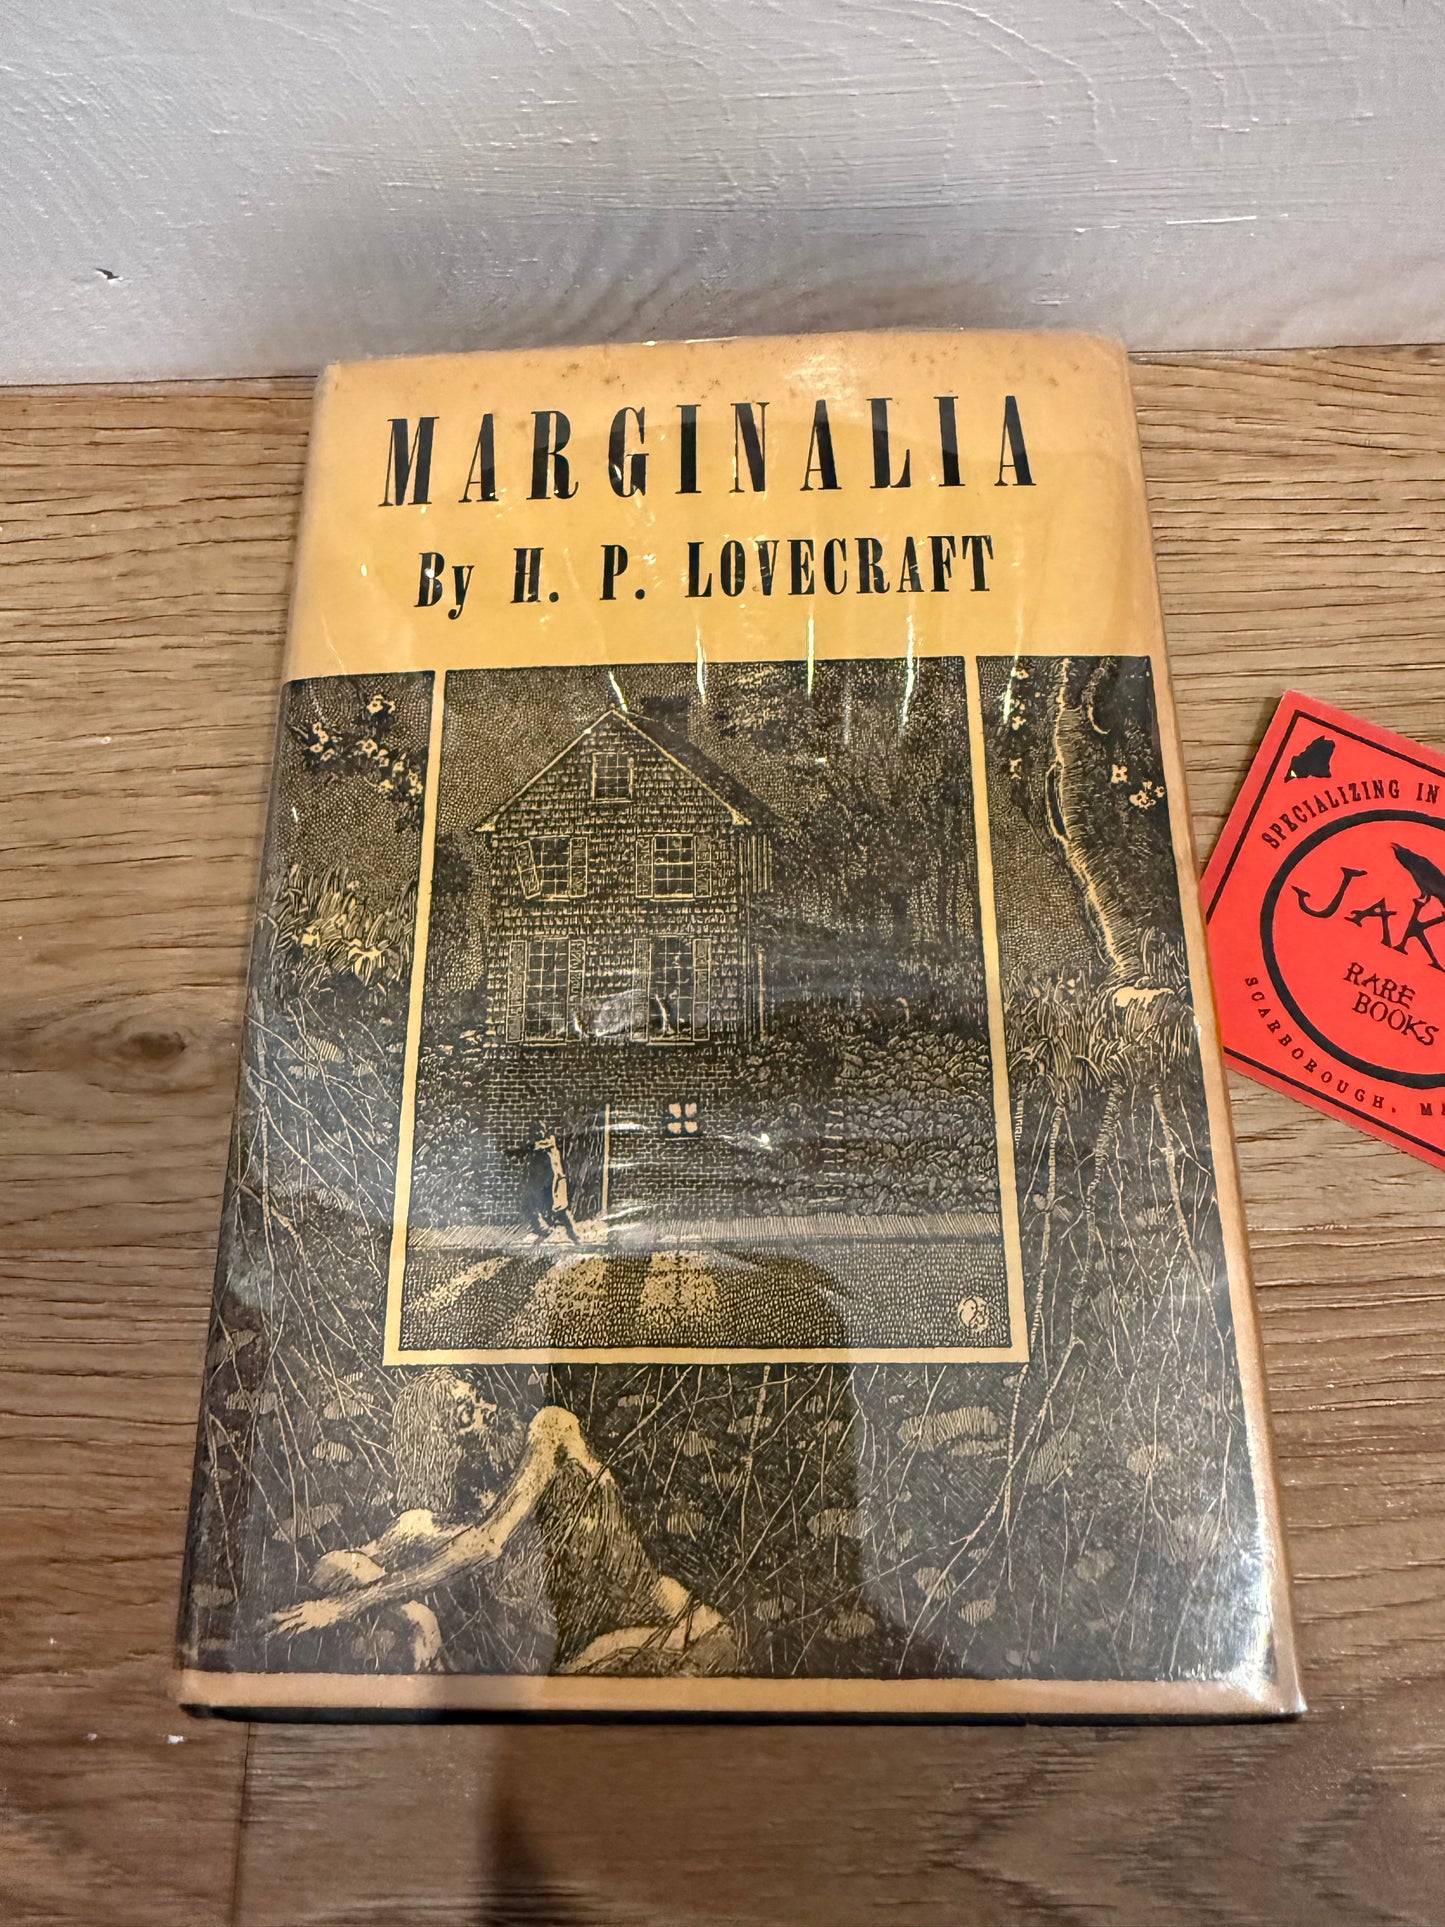 MARGINALIA
By H. P. LOVECRAFT
SPECIALIZING IN
RARE
BOOKS
SCARBOROUGH,